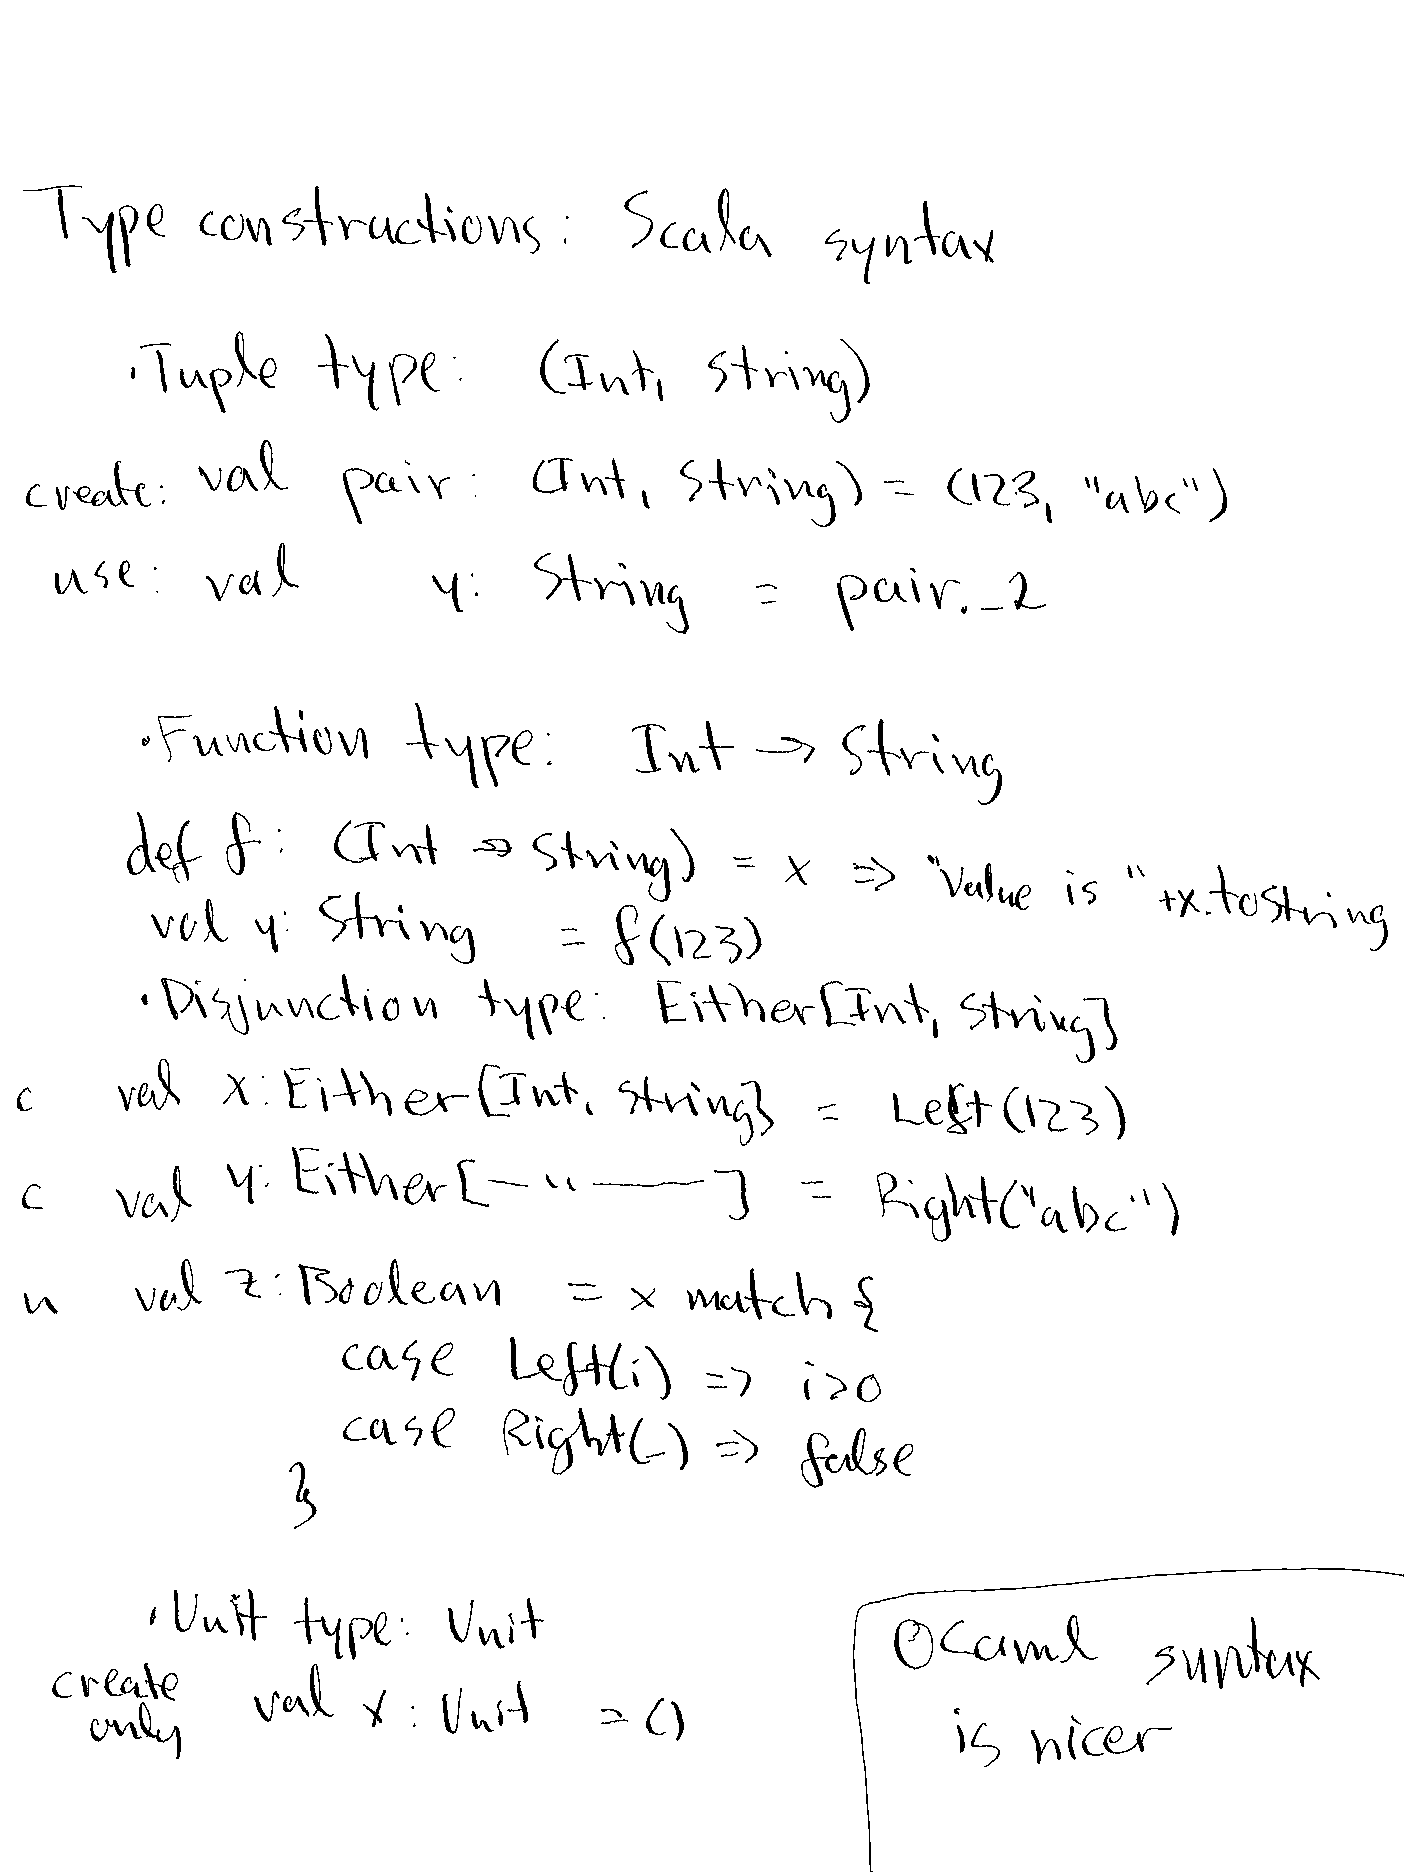 Type constructions: Scala syntax
· Tuple type: (Int, String)
create: val pair: (Int, String) = (123, "abc")
use: val y: String = pair._2
· Function type: Int => String
def f: (Int => String) = x => "Value is " +x.toString
val y: String = f(123)
· Disjunction type: Either[Int, String]
c val x: Either[Int, String] = Left(123)
c val y: Either[— " —] = Right("abc")
u val z: Boolean = x match {
case Left(i) => i>0
case Right(_) => false
}
· Unit type: Unit
create only val x: Unit = ()
OCaml syntax
is nicer